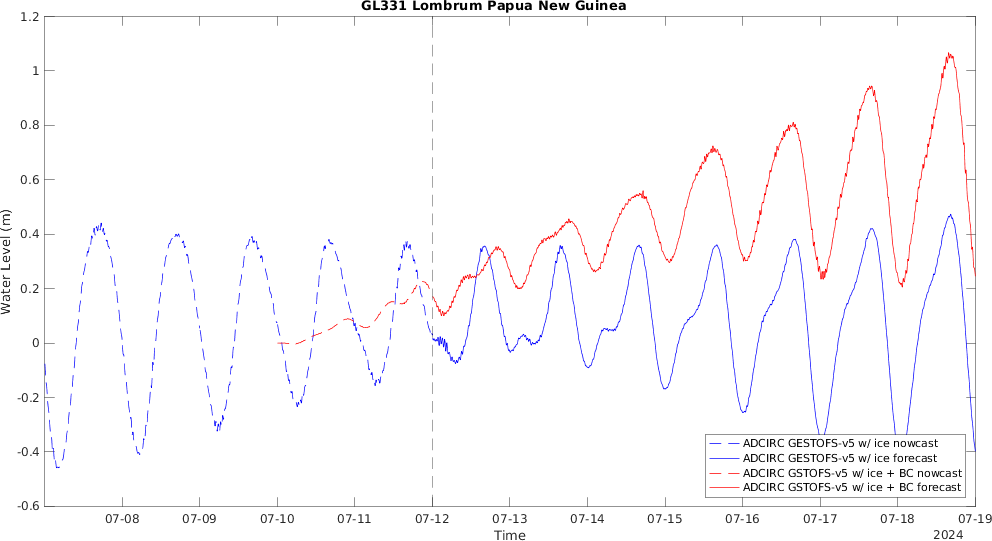 GL331 Lombrum Papua New Guinea
Water Level (m)
1.2
1
0.8
0.6
0.4
0.2
0
-0.2
-0.4
-0.6
ADCIRC GESTOFS-v5 w/ ice nowcast
ADCIRC GESTOFS-v5 w/ ice forecast
ADCIRC GSTOFS-v5 w/ ice + BC nowcast
ADCIRC GSTOFS-v5 w/ ice + BC forecast
07-08 07-09 07-10 07-11 07-12 07-13 07-14 07-15 07-16 07-17 07-18 07-19
Time
2024